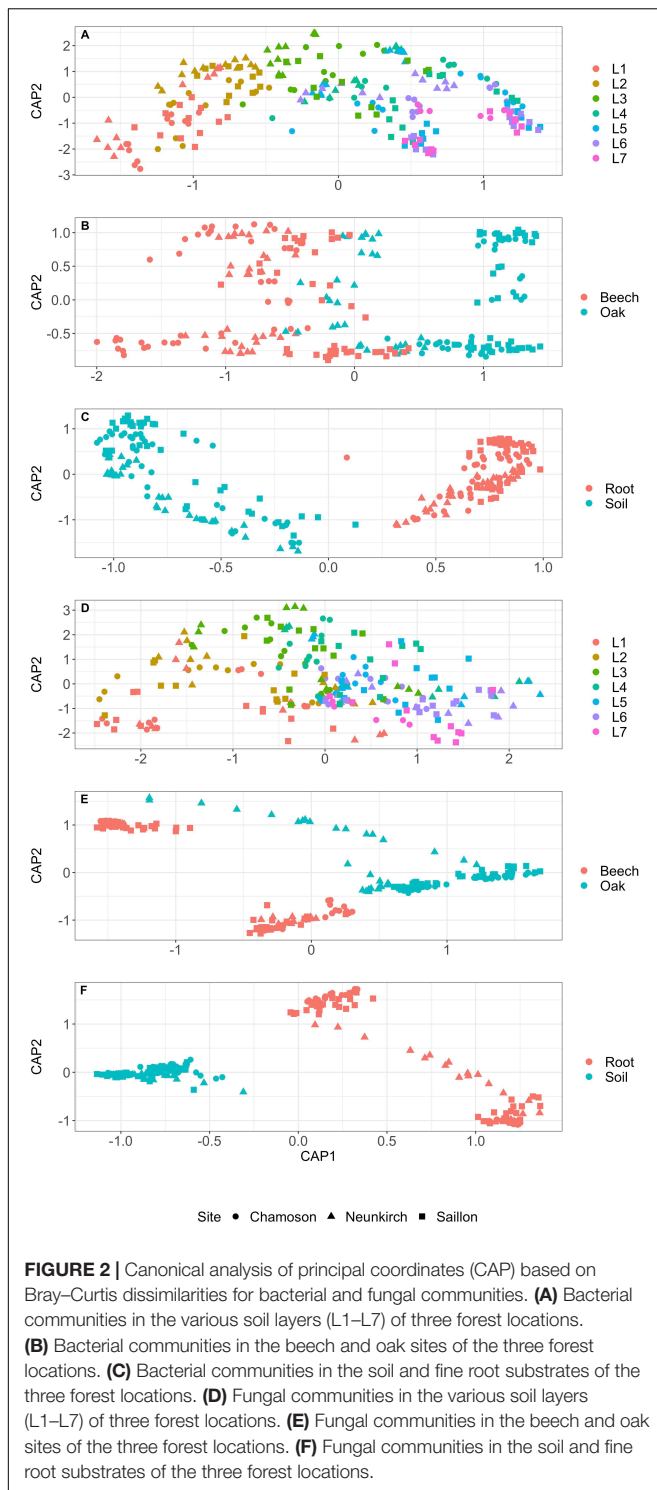 A
CAP2
2
1
0
-1
-2
-3
-1
0
1
L1
L2
L3
L4
L5
L6
L7
B
CAP2
1.0
0.5
0.0
-0.5
-2
-1
0
1
Beech
Oak
C
CAP2
1
0
-1
-1.0
-0.5
0.0
0.5
1.0
Root
Soil
D
CAP2
3
2
1
0
-1
-2
-2
-1
0
1
2
L1
L2
L3
L4
L5
L6
L7
E
CAP2
1
0
-1
-1
0
1
Beech
Oak
F
CAP2
1
0
-1
-1.0
-0.5
0.0
0.5
1.0
CAP1
Root
Soil
Site Chamoson Neunkirch Saillon
FIGURE 2 | Canonical analysis of principal coordinates (CAP) based on
Bray–Curtis dissimilarities for bacterial and fungal communities. (A) Bacterial
communities in the various soil layers (L1–L7) of three forest locations.
(B) Bacterial communities in the beech and oak sites of the three forest
locations. (C) Bacterial communities in the soil and fine root substrates of the
three forest locations. (D) Fungal communities in the various soil layers
(L1–L7) of three forest locations. (E) Fungal communities in the beech and oak
sites of the three forest locations. (F) Fungal communities in the soil and fine
root substrates of the three forest locations.